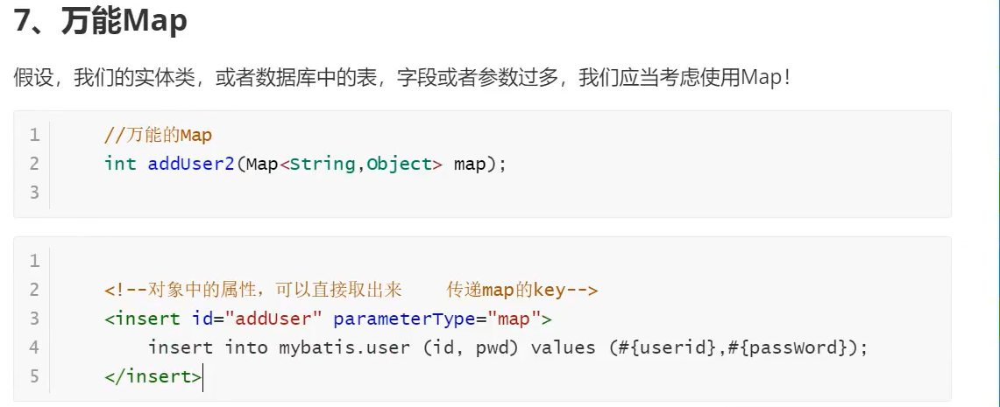 7、万能Map
假设，我们的实体类，或者数据库中的表，字段或者参数过多，我们应当考虑使用Map！
1 //万能的Map
2 int addUser2(Map<String,Object> map);
3
1
2 <!--对象中的属性，可以直接取出来 传递map的key-->
3 <insert id="addUser" parameterType="map">
4 insert into mybatis.user (id, pwd) values (#{userid},#{passWord});
5 </insert>